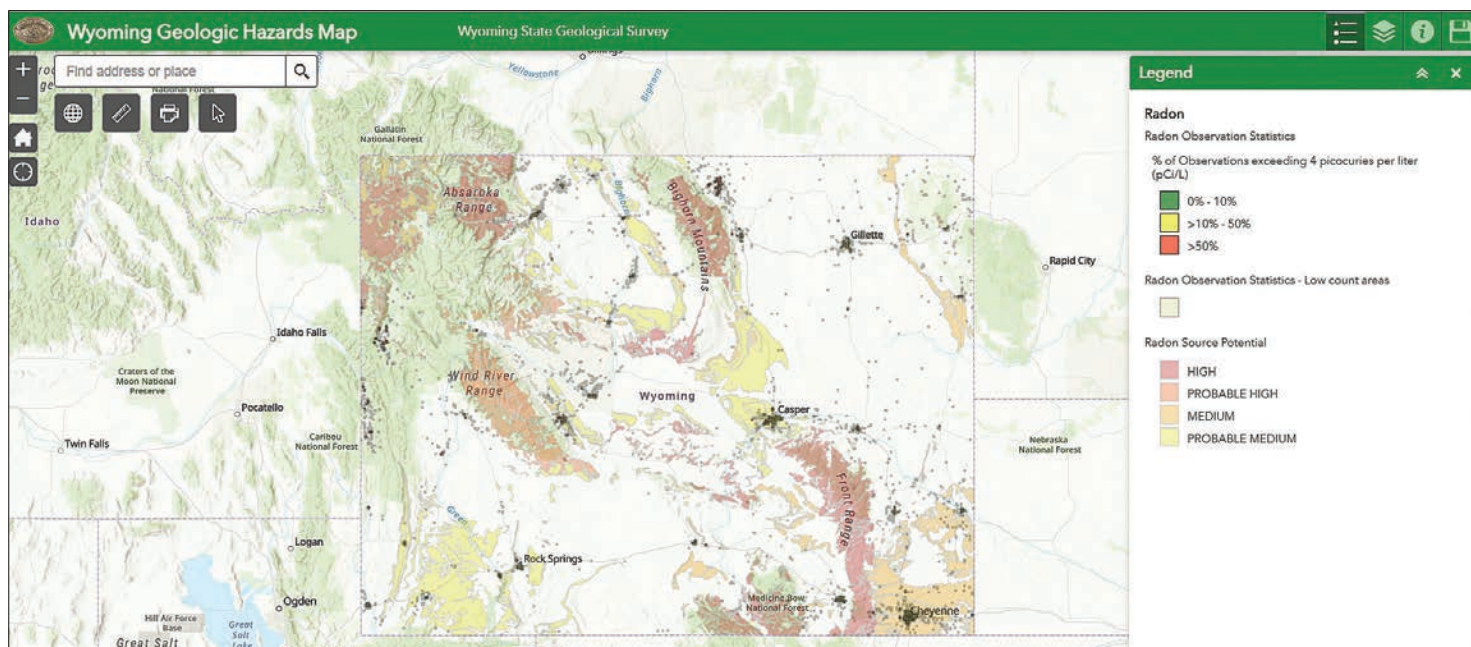 Wyoming Geologic Hazards Map
Wyoming State Geological Survey
Find address or place
Legend
Radon
Radon Observation Statistics
% of Observations exceeding 4 picocuries per liter
(pCi/L)
0% - 10%
>10% - 50%
>50%
Radon Observation Statistics - Low count areas
Radon Source Potential
HIGH
PROBABLE HIGH
MEDIUM
PROBABLE MEDIUM
Yellowstone
Bighorn
National Forest
Gallatin
National Forest
Absaroka
Range
Bighorn
Bighorn Mountains
Idaho
Gillette
Rapid City
Idaho Falls
Craters of the
Moon National
Preserve
Wind River
Range
Wyoming
Pocatello
Casper
Twin Falls
Caribou
National Forest
Nebraska
National Forest
Front Range
Green
Logan
Rock Springs
Medicine Bow
National Forest
Ogden
Cheyenne
Hill Air Force
Base
Great
Salt
Lake
Great Salt